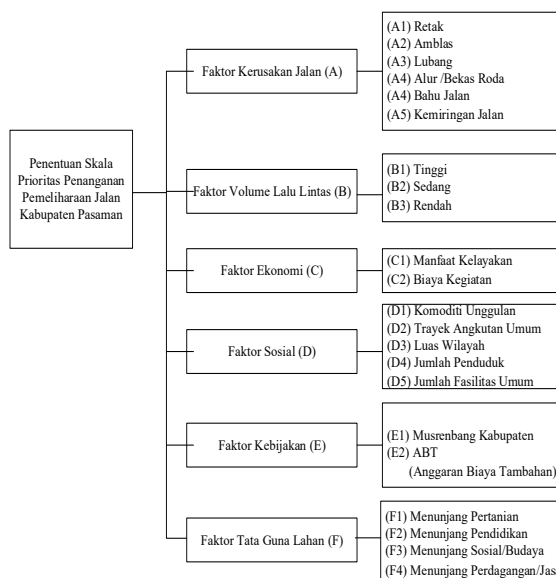 Penentuan Skala
Prioritas Penanganan
Pemeliharaan Jalan
Kabupaten Pasaman
Faktor Kerusakan Jalan (A)
(A1) Retak
(A2) Amblas
(A3) Lubang
(A4) Alur /Bekas Roda
(A4) Bahu Jalan
(A5) Kemiringan Jalan
Faktor Volume Lalu Lintas (B)
(B1) Tinggi
(B2) Sedang
(B3) Rendah
Faktor Ekonomi (C)
(C1) Manfaat Kelayakan
(C2) Biaya Kegiatan
Faktor Sosial (D)
(D1) Komoditi Unggulan
(D2) Trayek Angkutan Umum
(D3) Luas Wilayah
(D4) Jumlah Penduduk
(D5) Jumlah Fasilitas Umum
Faktor Kebijakan (E)
(E1) Musrenbang Kabupaten
(E2) ABT
(Anggaran Biaya Tambahan)
Faktor Tata Guna Lahan (F)
(F1) Menunjang Pertanian
(F2) Menunjang Pendidikan
(F3) Menunjang Sosial/Budaya
(F4) Menunjang Perdagangan/Jas